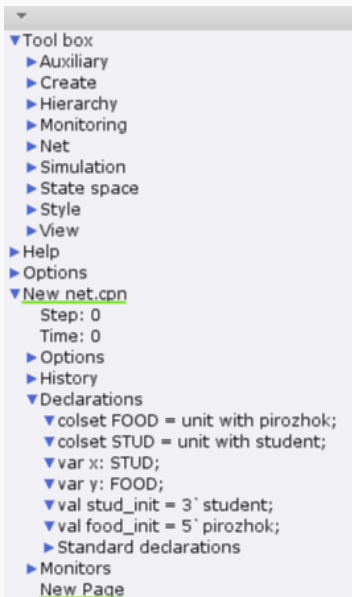 Tool box
Auxiliary
Create
Hierarchy
Monitoring
Net
Simulation
State space
Style
View
Help
Options
New net.cpn
Step: 0
Time: 0
Options
History
Declarations
colset FOOD = unit with pirozhok;
colset STUD = unit with student;
var x: STUD;
var y: FOOD;
val stud_init = 3`student;
val food_init = 5`pirozhok;
Standard declarations
Monitors
New Page